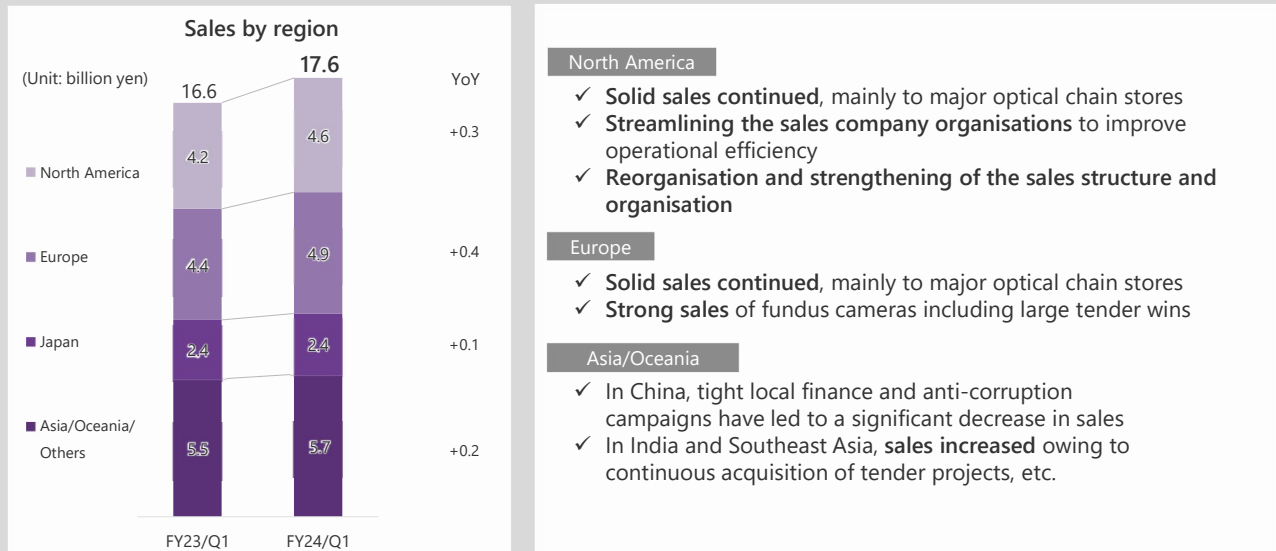 Sales by region
(Unit: billion yen)
17.6
YoY
16.6
4.6
+0.3
4.2
North America
4.9
+0.4
4.4
Europe
2.4
+0.1
2.4
Japan
Asia/Oceania/
Others
5.5
5.7
+0.2
FY23/Q1
FY24/Q1
North America
✓ Solid sales continued, mainly to major optical chain stores
✓ Streamlining the sales company organisations to improve
operational efficiency
✓ Reorganisation and strengthening of the sales structure and
organisation
Europe
✓ Solid sales continued, mainly to major optical chain stores
✓ Strong sales of fundus cameras including large tender wins
Asia/Oceania
✓ In China, tight local finance and anti-corruption
campaigns have led to a significant decrease in sales
✓ In India and Southeast Asia, sales increased owing to
continuous acquisition of tender projects, etc.